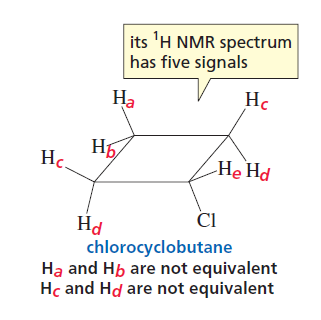 its ¹H NMR spectrum
has five signals
Ha
Hc
Hb
Hc
He Hd
Hd
Cl
chlorocyclobutane
Ha and Hb are not equivalent
Hc and Hd are not equivalent